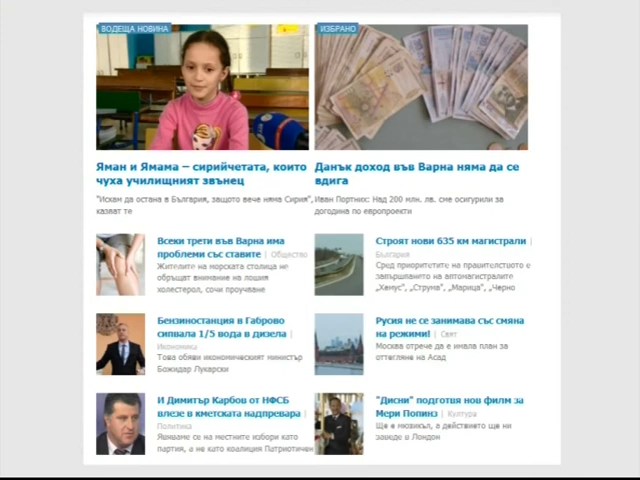 ВОДЕЩА НОВИНА
Яман и Ямама – сирийчетата, които
чуха училищният звънец
"Искам да остана в България, защото вече няма Сирия",
казват те
ИЗБРАНО
Данък доход във Варна няма да се
вдига
Иван Портних: Над 200 млн. лв. сме осигурили за
догодина по европроекти
Всеки трети във Варна има
проблеми със ставите | Общество
Жителите на морската столица не
обръщат внимание на лошия
холестерол, сочи проучване
Строят нови 635 км магистрали |
България
Сред приоритетите на правителството е
завършването на автомагистралите
„Хемус", „Струма", „Марица", „Черно
Бензиностанция в Габрово
сипвала 1/5 вода в дизела |
Икономика
Това обяви икономическият министър
Божидар Лукарски
Русия не се занимава със смяна
на режими! | Свят
Москва отрече да е имала план за
оттегляне на Асад
И Димитър Карбов от НФСБ
влезе в кметската надпревара |
Политика
Явяваме се на местните избори като
партия, а не като коалиция Патриотичен
"Дисни" подготвя нов филм за
Мери Попинз | Култура
Ще е мюзикъл, а действието ще ни
заведе в Лондон